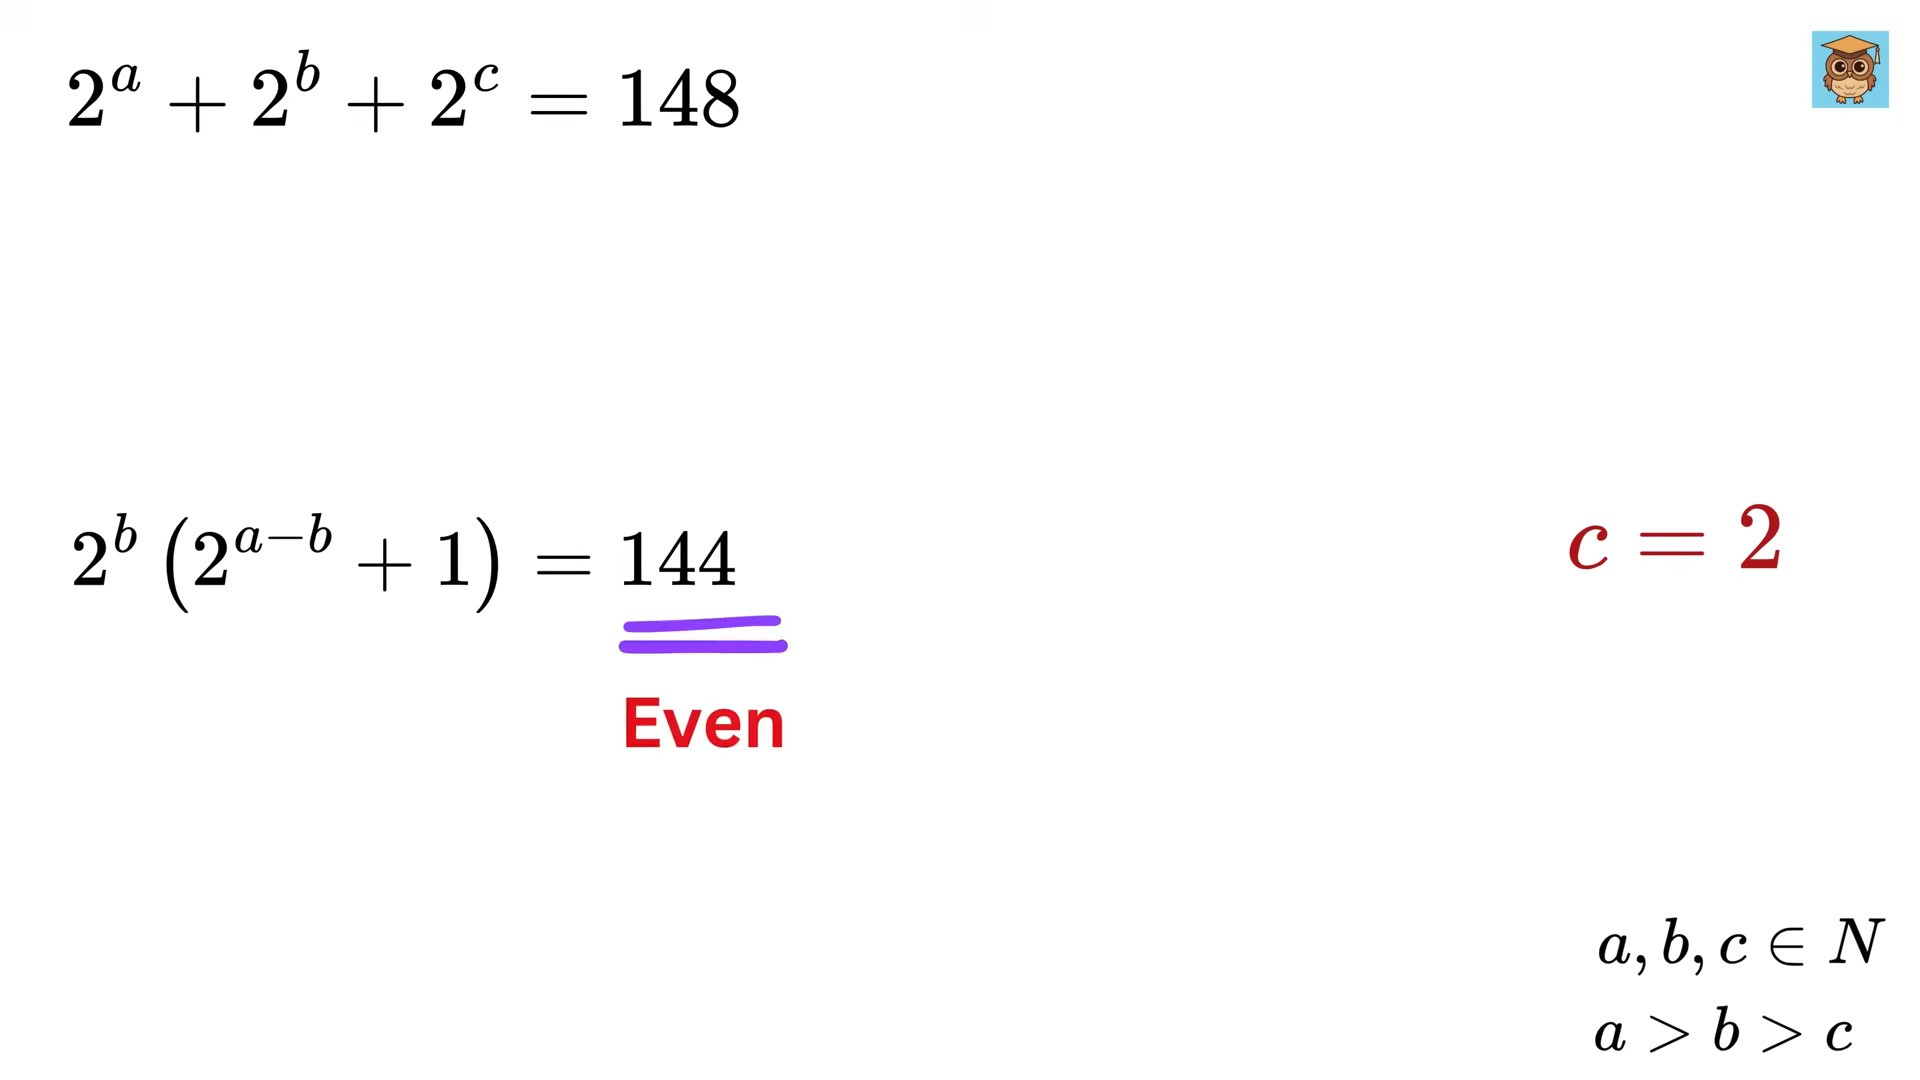 2^a + 2^b + 2^c = 148
2^b (2^{a−b} + 1) = 144
c = 2
Even
a, b, c ∈ N
a > b > c